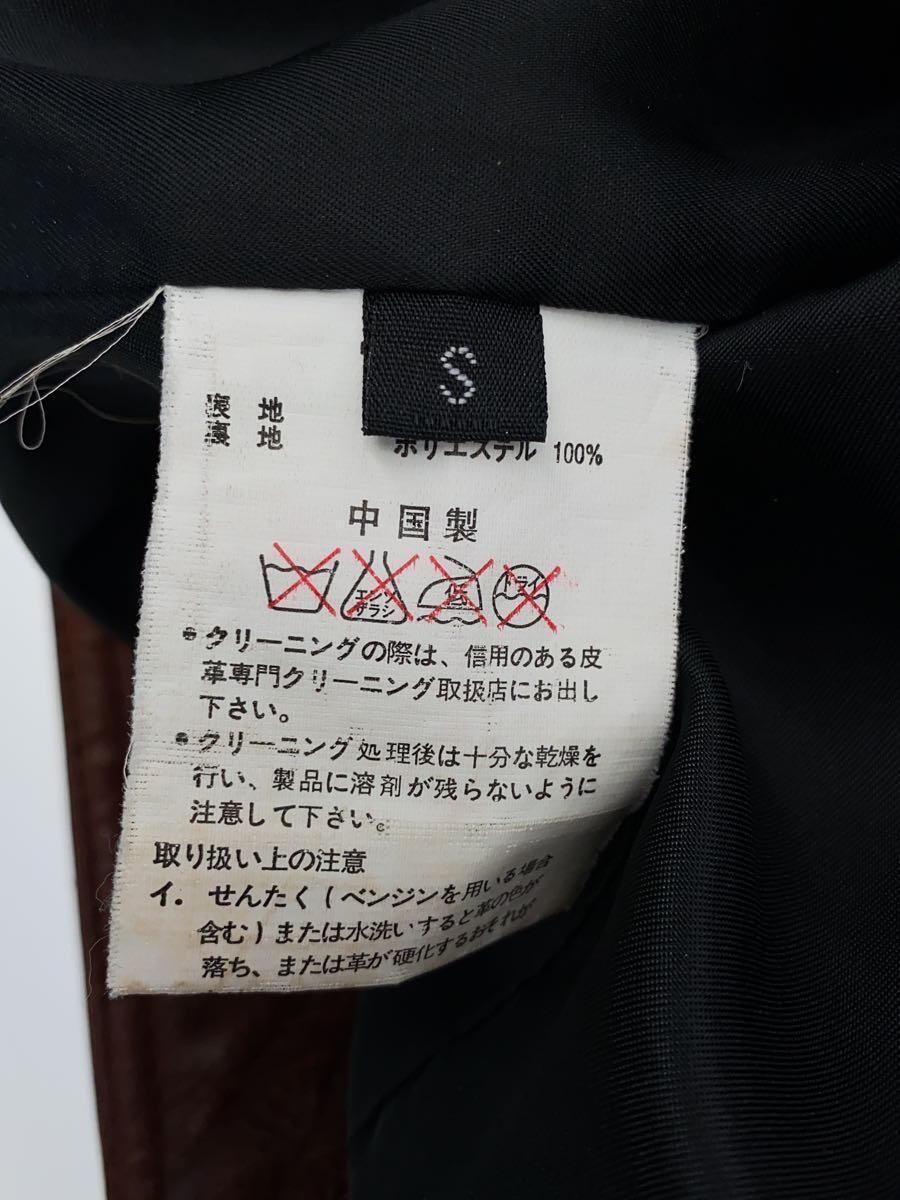 S
表 地
裏 地 ポリエステル 100%
中国製
エンソ
サラシ
低
ドライ
• クリーニングの際は、信用のある皮
革専門クリーニング取扱店にお出し
下さい。
• クリーニング処理後は十分な乾燥を
行い、製品に溶剤が残らないように
注意して下さい。
取り扱い上の注意
イ. せんたく(ベンジンを用いる場合
含む)または水洗いすると革の色が
落ち、または革が硬化するおそれが